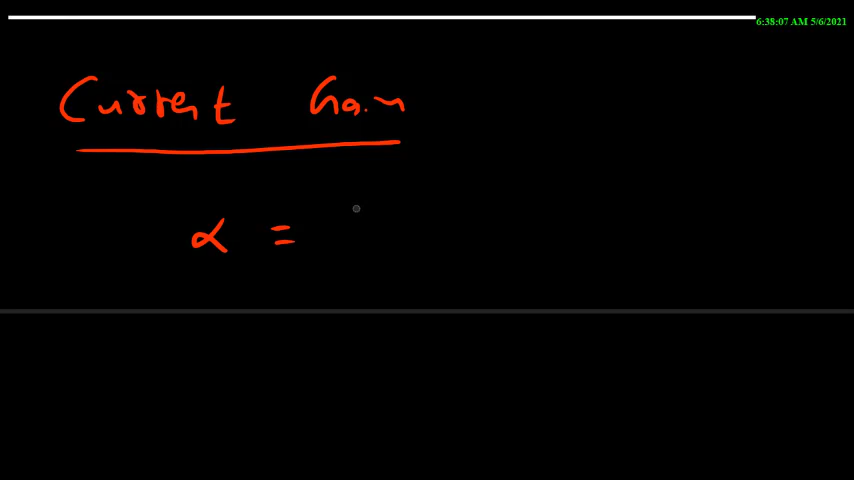 6:38:07 AM 5/6/2021
Current Gain
α =